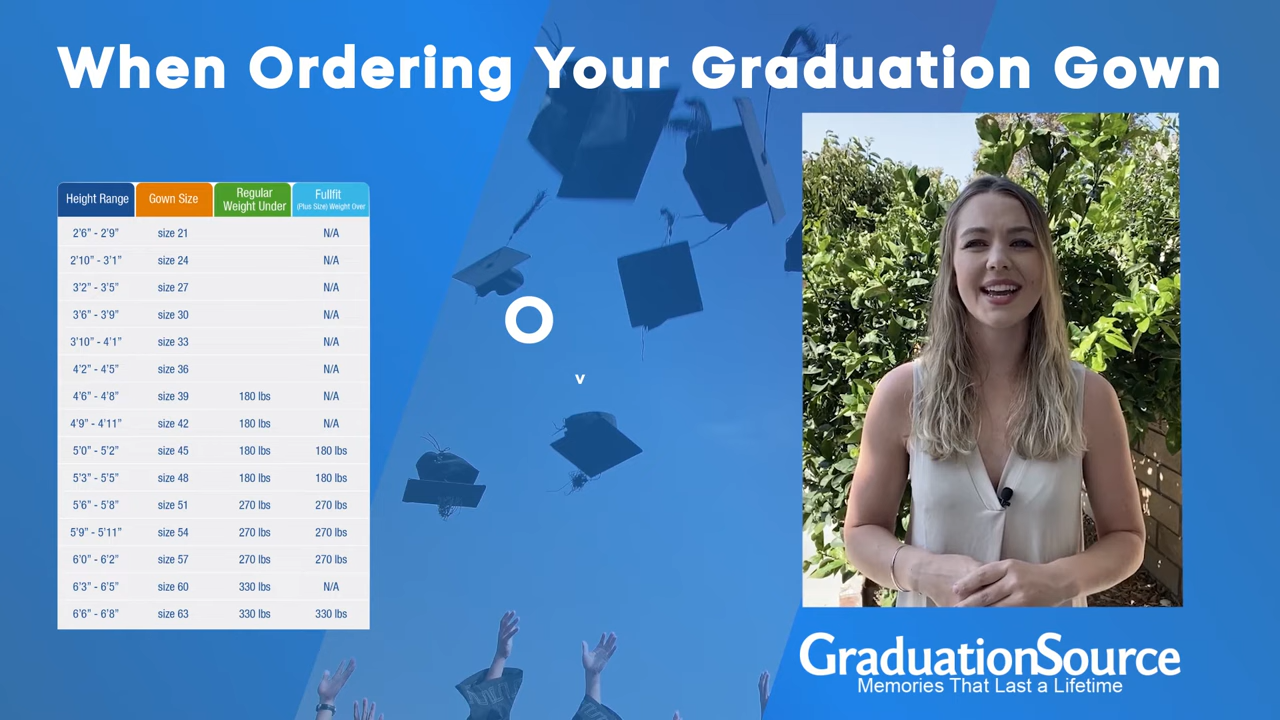 When Ordering Your Graduation Gown
Height Range Gown Size Regular Weight Under Fullfit (Plus Size) Weight Over
2'6" - 2'9" size 21 N/A
2'10" - 3'1" size 24 N/A
3'2" - 3'5" size 27 N/A
3'6" - 3'9" size 30 N/A
3'10" - 4'1" size 33 N/A
4'2" - 4'5" size 36 N/A
4'6" - 4'8" size 39 180 lbs N/A
4'9" - 4'11" size 42 180 lbs N/A
5'0" - 5'2" size 45 180 lbs 180 lbs
5'3" - 5'5" size 48 180 lbs 180 lbs
5'6" - 5'8" size 51 270 lbs 270 lbs
5'9" - 5'11" size 54 270 lbs 270 lbs
6'0" - 6'2" size 57 270 lbs 270 lbs
6'3" - 6'5" size 60 330 lbs N/A
6'6" - 6'8" size 63 330 lbs 330 lbs
O
v
GraduationSource
Memories That Last a Lifetime